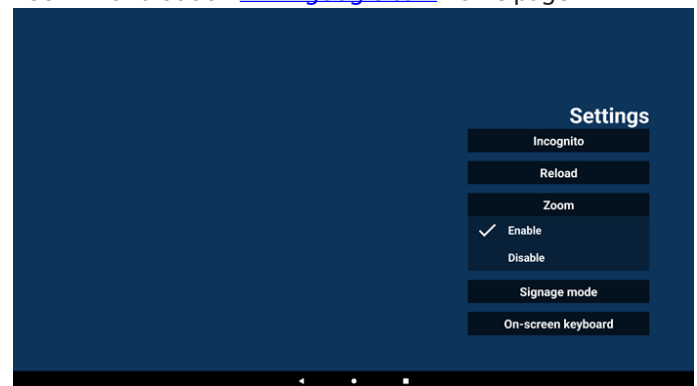 Settings
Incognito
Reload
Zoom
Enable
Disable
Signage mode
On-screen keyboard